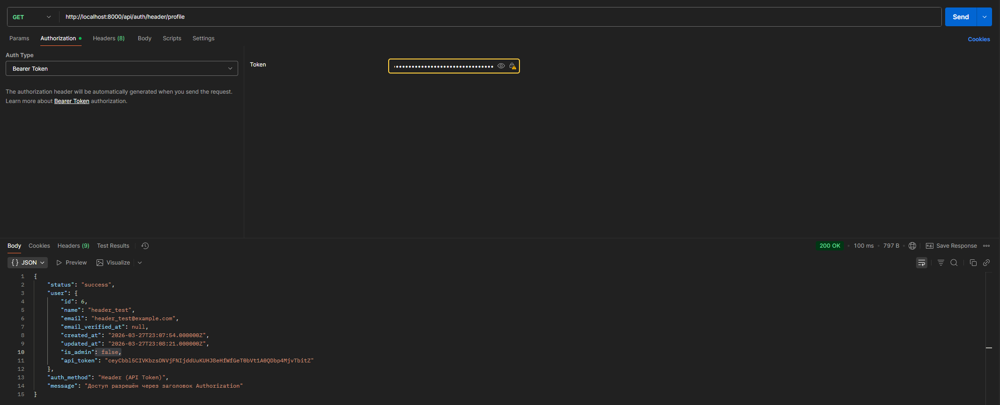 GET http://localhost:8000/api/auth/header/profile Send
Params Authorization Headers (8) Body Scripts Settings Cookies
Auth Type
Bearer Token
Token
The authorization header will be automatically generated when you send the request.
Learn more about Bearer Token authorization.
Body Cookies Headers (9) Test Results 200 OK • 100 ms • 797 B • e.g. Save Response
{} JSON Preview Visualize
1 {
2 "status": "success",
3 "user": {
4 "id": 6,
5 "name": "header_test",
6 "email": "header_test@example.com",
7 "email_verified_at": null,
8 "created_at": "2026-03-27T23:07:54.000000Z",
9 "updated_at": "2026-03-27T23:08:21.000000Z",
10 "is_admin": false,
11 "api_token": "ceyCbbl5CIVKbzsDNVjFNIjddUuKUHJ8eHfWfGeT0bVt1A0QDbp4MjvTbitZ"
12 },
13 "auth_method": "Header (API Token)",
14 "message": "Доступ разрешён через заголовок Authorization"
15 }